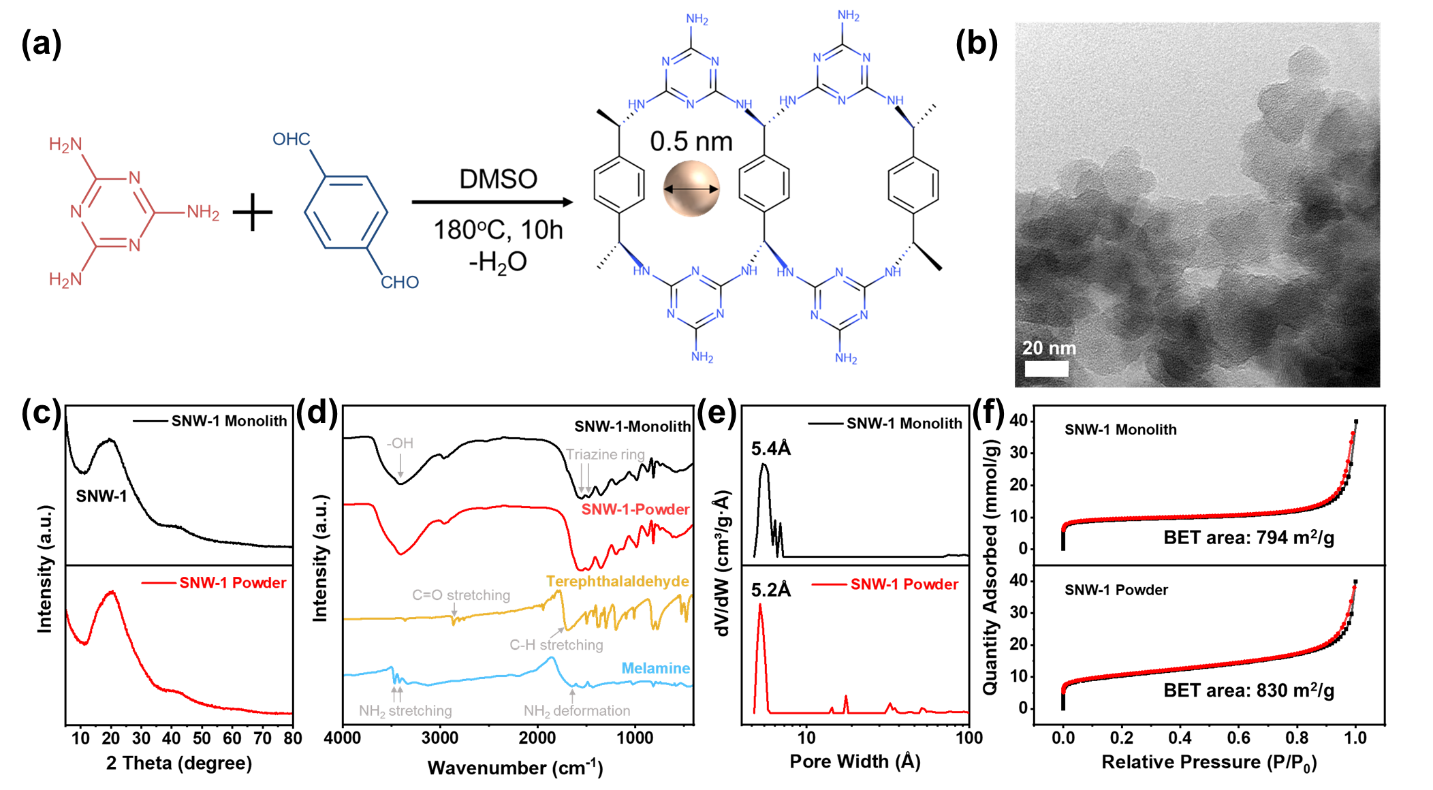 (a)
H₂N
NH₂
H₂N
N
N
N
+
OHC
CHO
DMSO
180°C, 10h
-H₂O
NH₂
NH₂
N
N
N
N
N
N
HN
NH
HN
NH
0.5 nm
HN
NH
HN
NH
N
N
N
N
N
N
NH₂
NH₂
(b)
20 nm
(c)
SNW-1 Monolith
SNW-1
SNW-1 Powder
Intensity (a.u.)
10 20 30 40 50 60 70 80
2 Theta (degree)
(d)
SNW-1-Monolith
-OH
Triazine ring
SNW-1-Powder
Terephthalaldehyde
C=O stretching
C-H stretching
Melamine
NH₂ stretching
NH₂ deformation
Intensity (a.u.)
4000 3000 2000 1000
Wavenumber (cm⁻¹)
(e)
SNW-1 Monolith
5.4Å
5.2Å
SNW-1 Powder
dV/dW (cm³/g·Å)
10 100
Pore Width (Å)
(f)
40
30
20
10
0
SNW-1 Monolith
BET area: 794 m²/g
40
30
20
10
0
SNW-1 Powder
BET area: 830 m²/g
Quantity Adsorbed (mmol/g)
0.0 0.2 0.4 0.6 0.8 1.0
Relative Pressure (P/P₀)